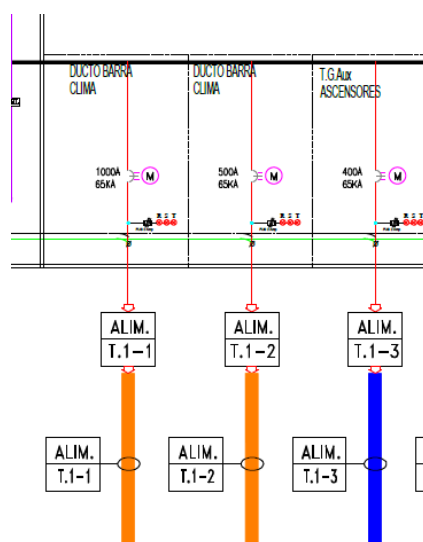 DUCTO BARRA
CLIMA
DUCTO BARRA
CLIMA
T.G.Aux
ASCENSORES
1000A
65KA
M
500A
65KA
M
400A
65KA
M
R S T
R S T
R S T
ALIM.
T.1-1
ALIM.
T.1-2
ALIM.
T.1-3
ALIM.
T.1-1
ALIM.
T.1-2
ALIM.
T.1-3